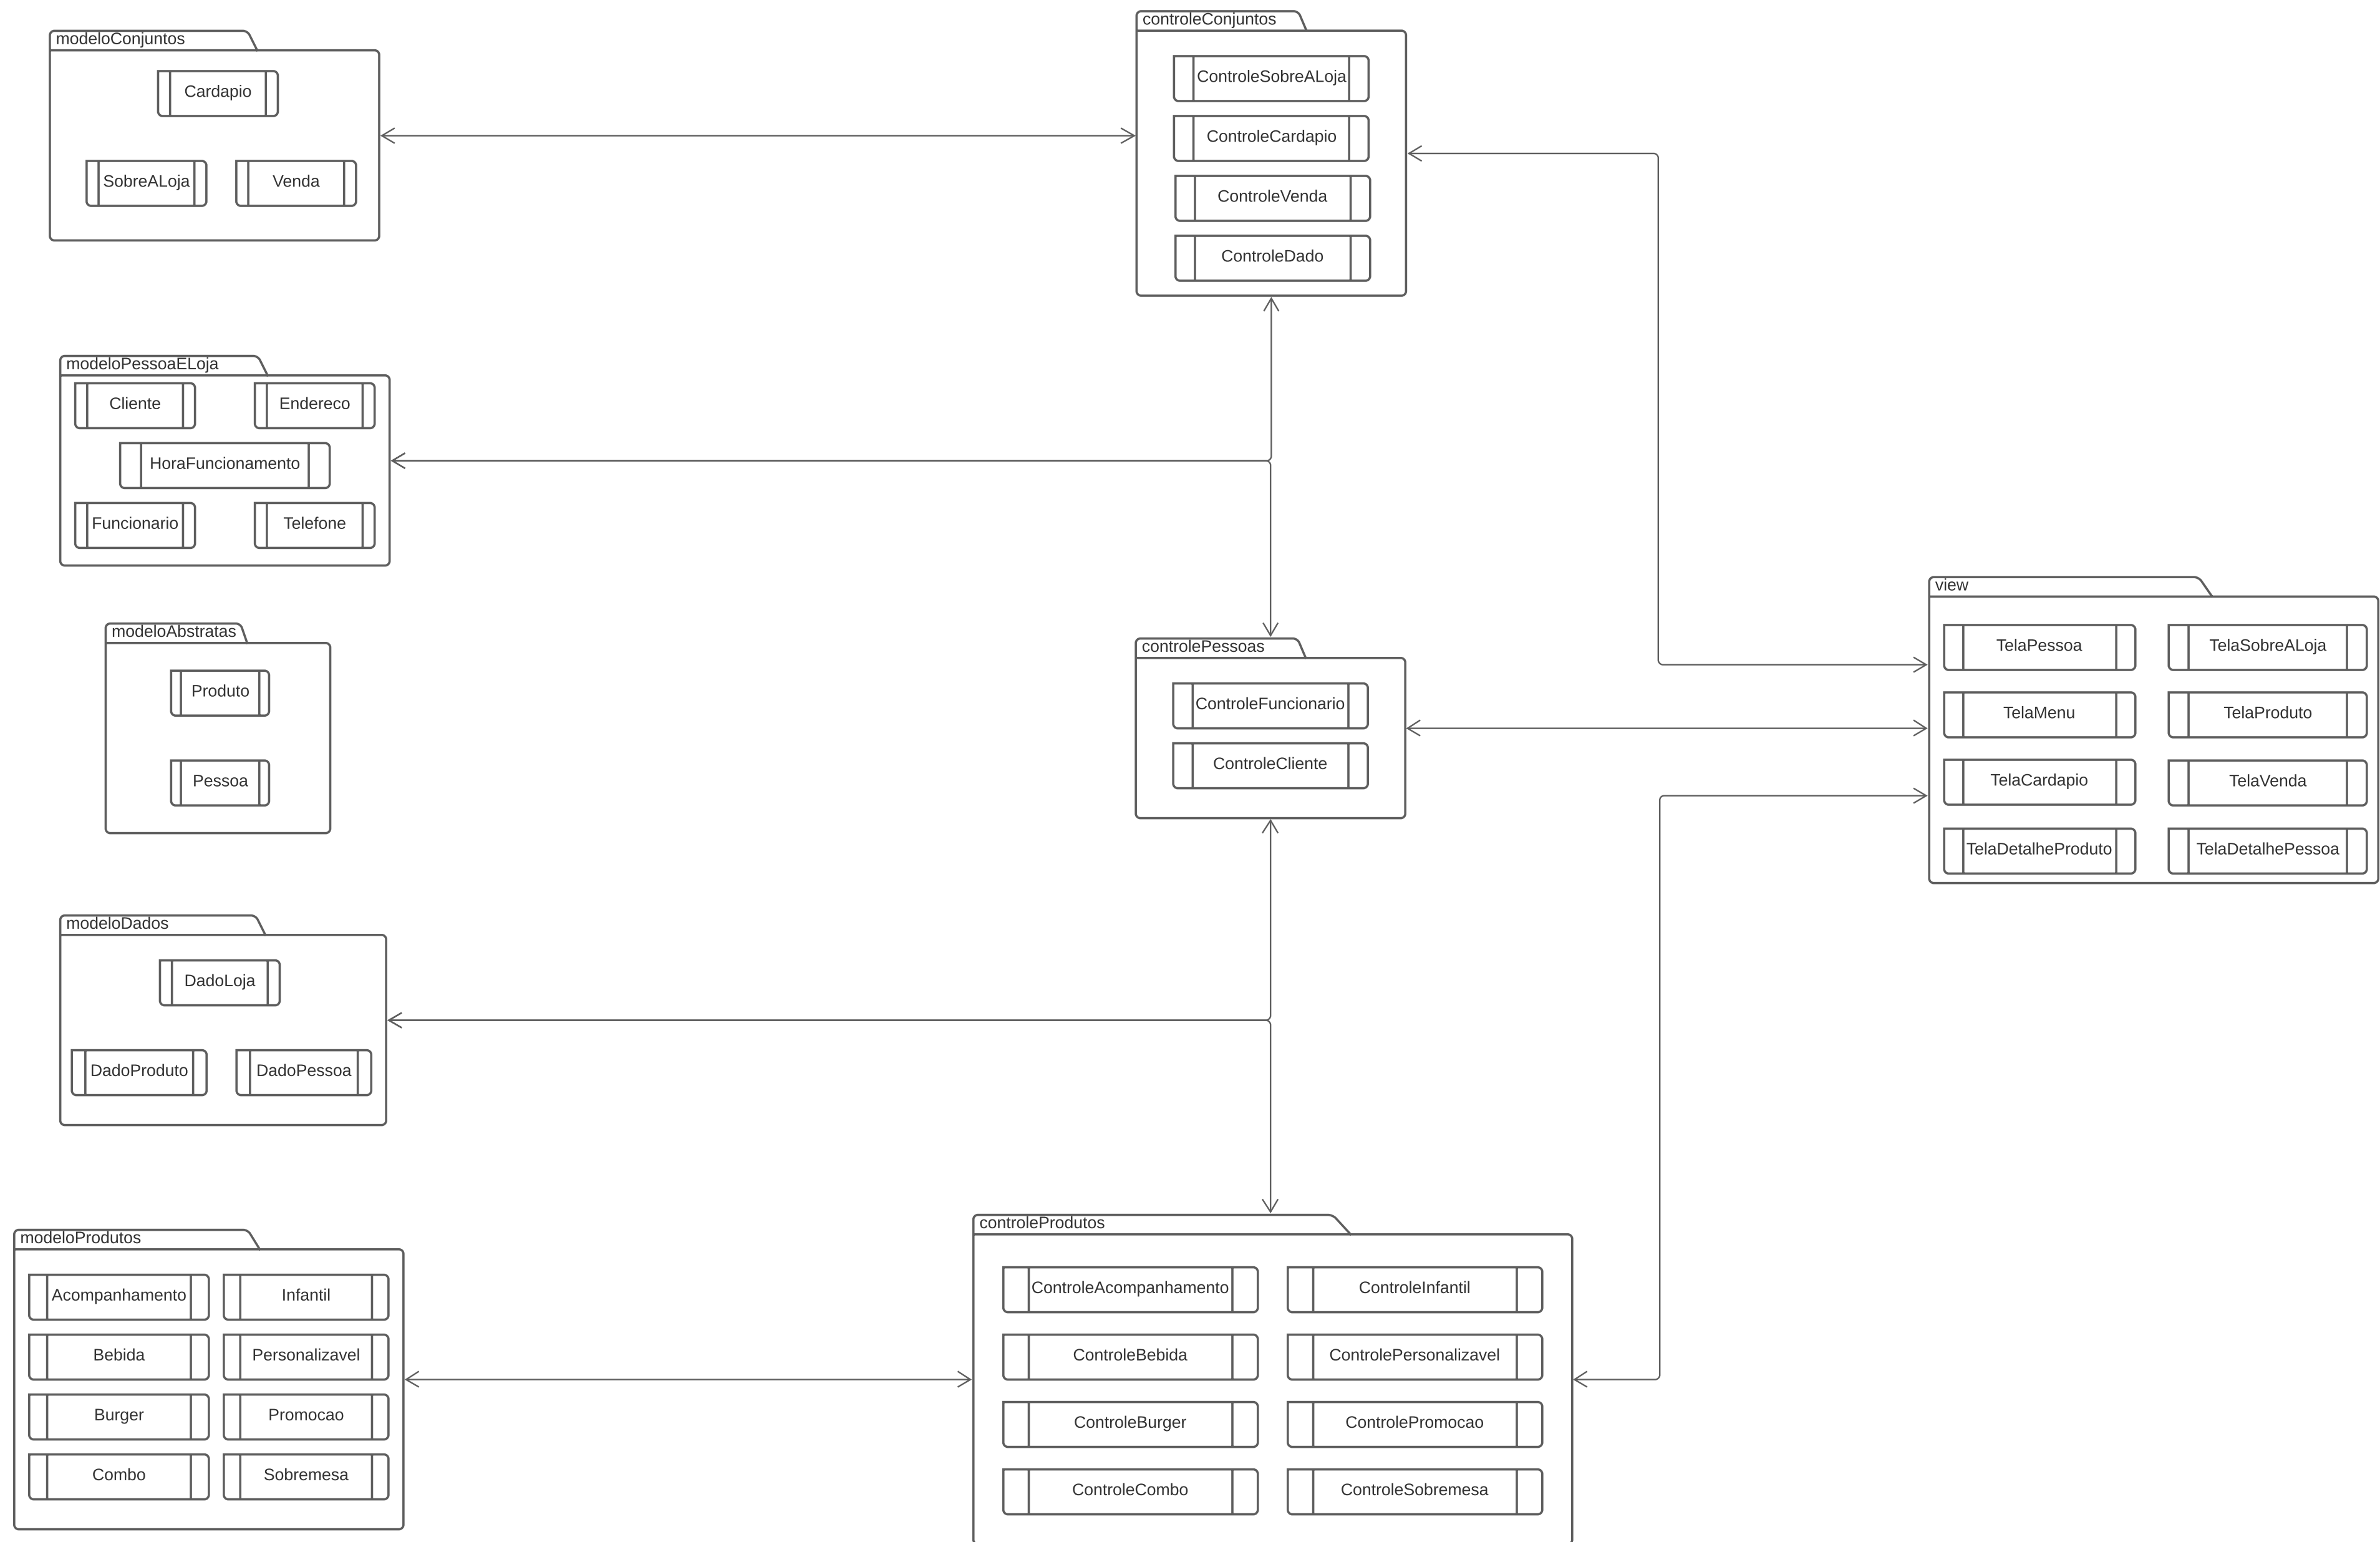 modeloConjuntos
Cardapio
SobreALoja
Venda
modeloPessoaELoja
Cliente
Endereco
HoraFuncionamento
Funcionario
Telefone
modeloAbstratas
Produto
Pessoa
modeloDados
DadoLoja
DadoProduto
DadoPessoa
modeloProdutos
Acompanhamento
Infantil
Bebida
Personalizavel
Burger
Promocao
Combo
Sobremesa
controleConjuntos
ControleSobreALoja
ControleCardapio
ControleVenda
ControleDado
controlePessoas
ControleFuncionario
ControleCliente
controleProdutos
ControleAcompanhamento
ControleInfantil
ControleBebida
ControlePersonalizavel
ControleBurger
ControlePromocao
ControleCombo
ControleSobremesa
view
TelaPessoa
TelaSobreALoja
TelaMenu
TelaProduto
TelaCardapio
TelaVenda
TelaDetalheProduto
TelaDetalhePessoa